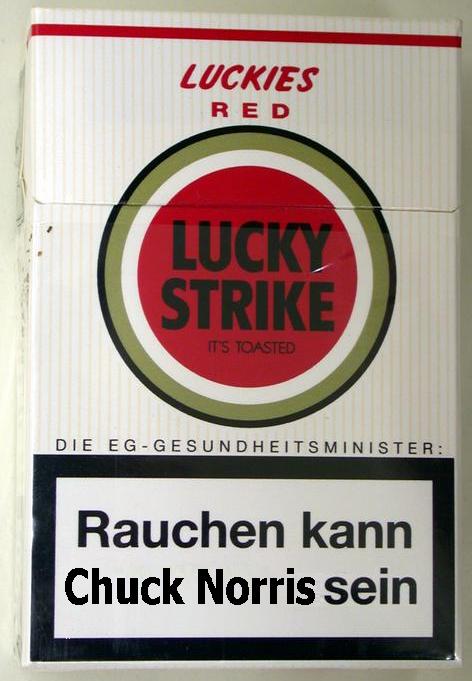 LUCKIES
RED
LUCKY
STRIKE
IT'S TOASTED
DIE EG-GESUNDHEITSMINISTER:
Rauchen kann
Chuck Norris sein